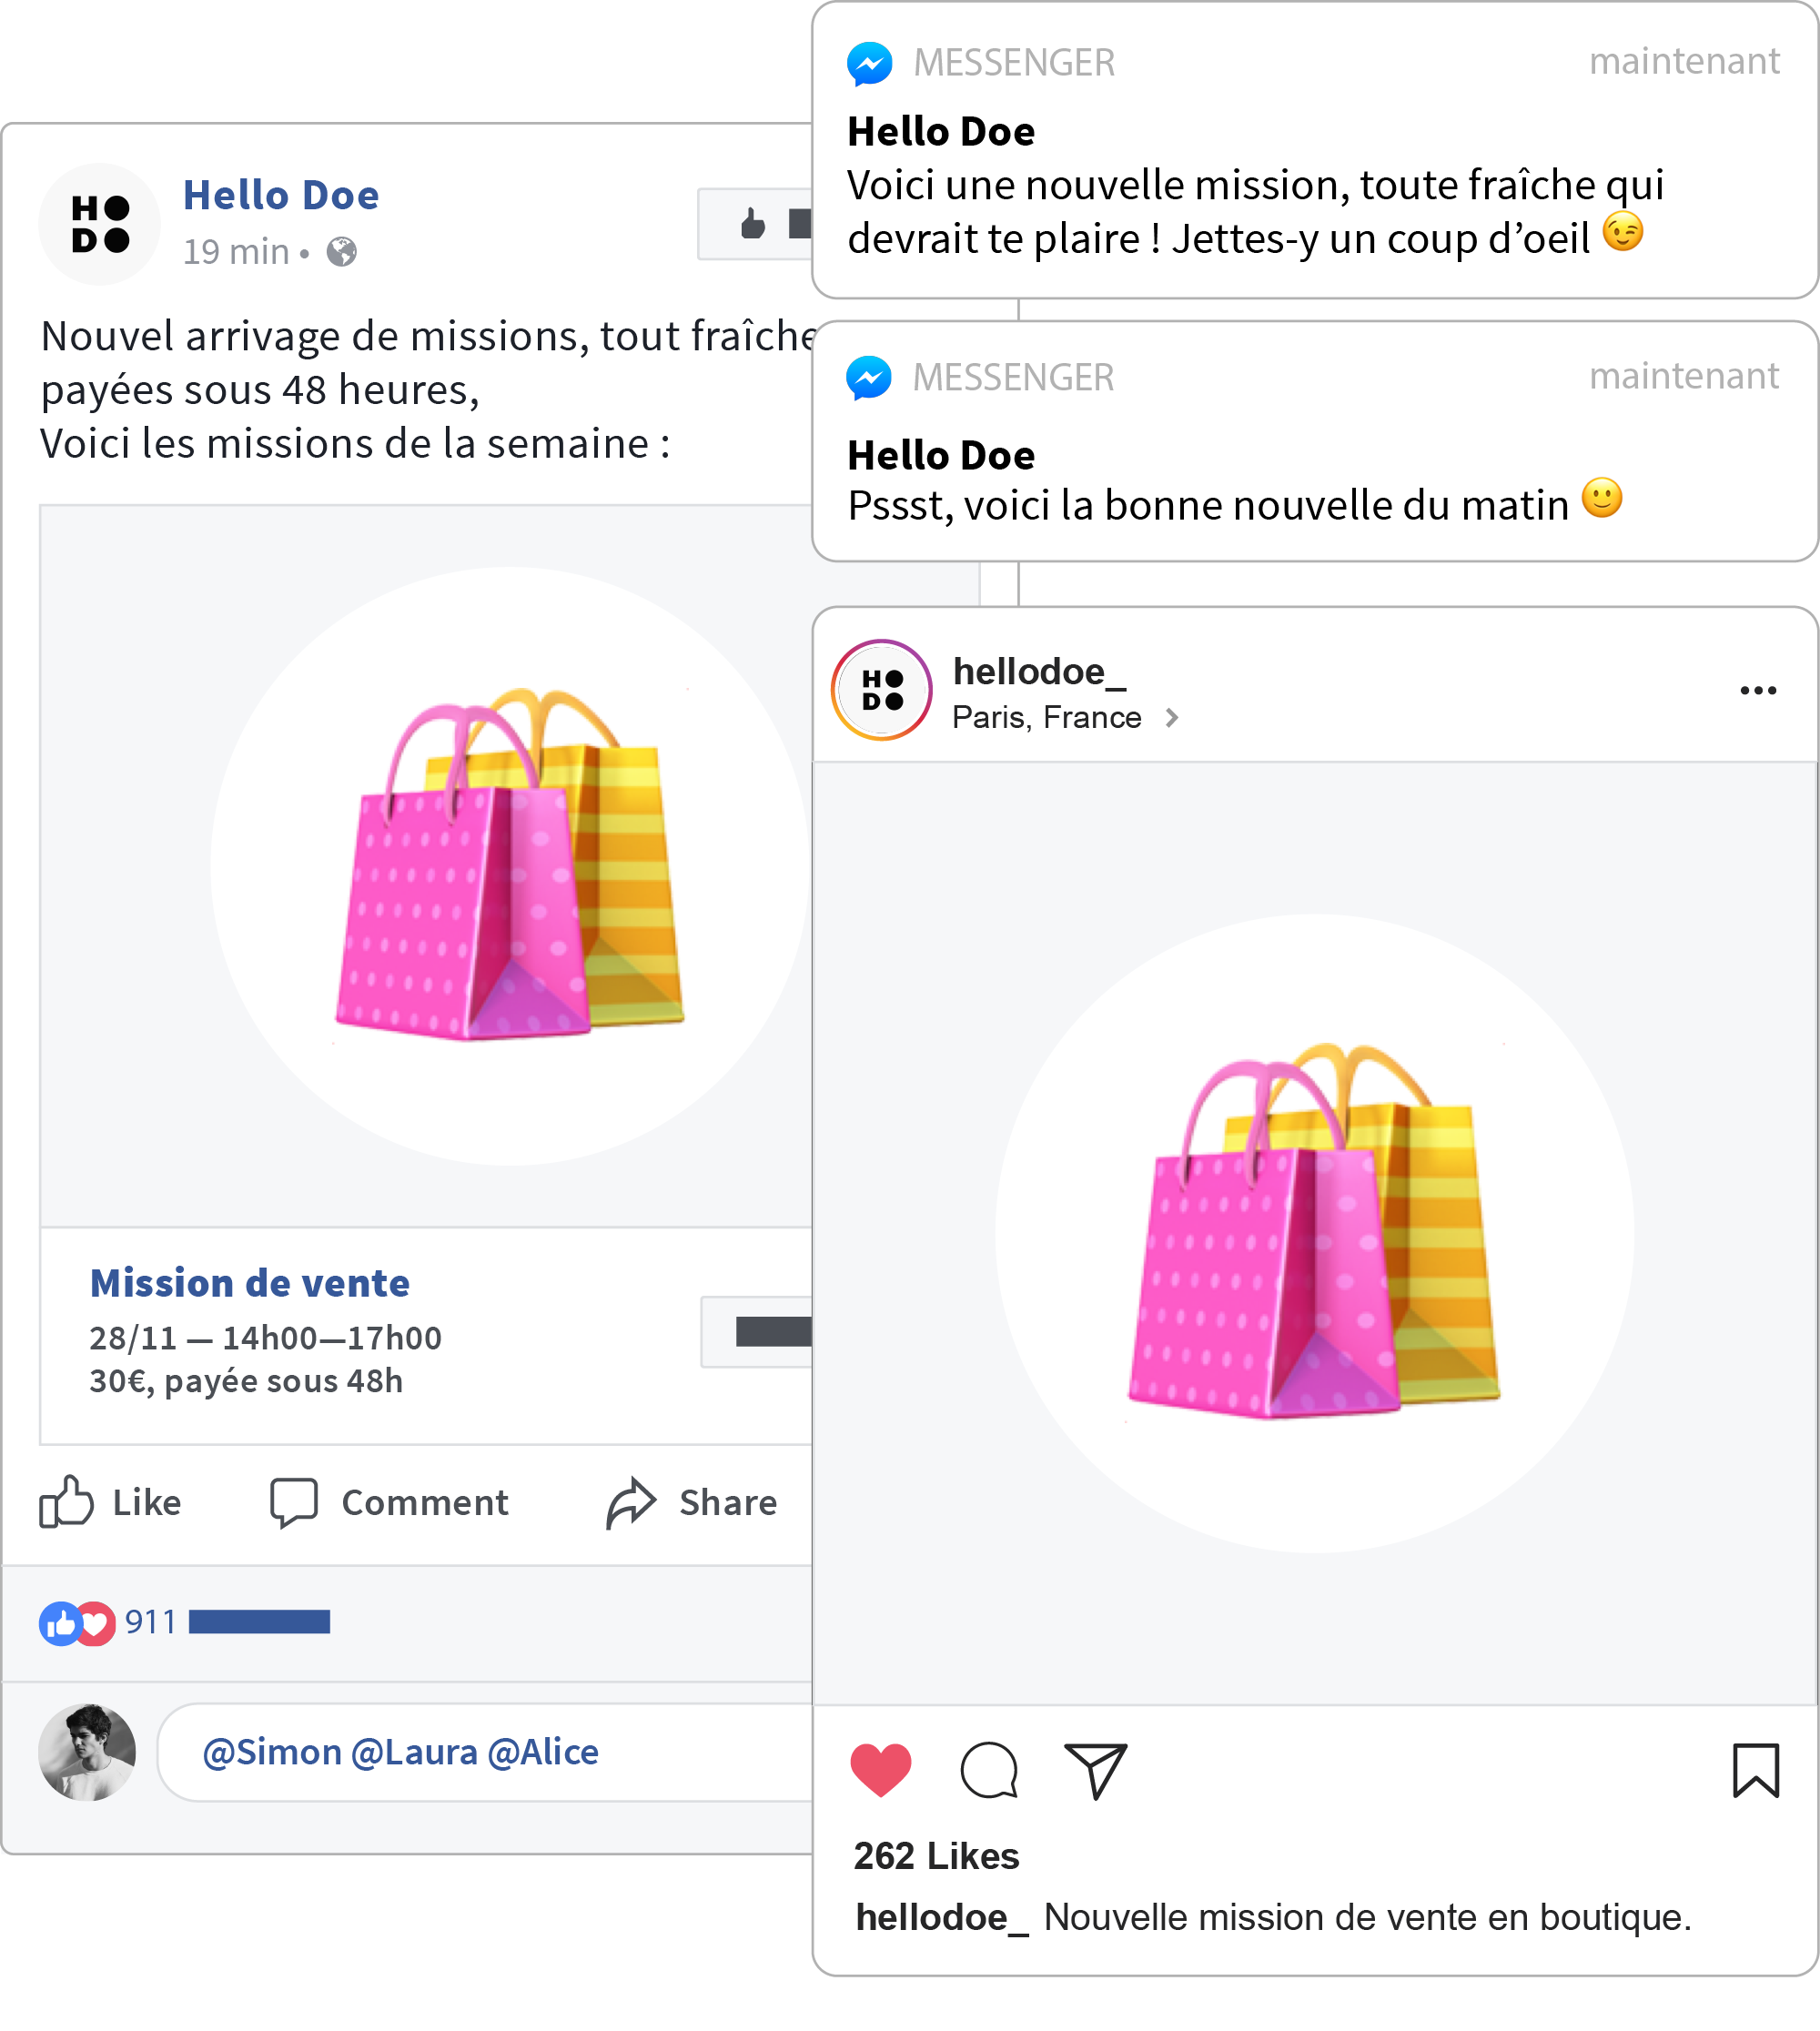 HO
DO
Hello Doe
19 min •
Nouvel arrivage de missions, tout fraîche
payées sous 48 heures,
Voici les missions de la semaine :
Mission de vente
28/11 — 14h00—17h00
30€, payée sous 48h
Like
Comment
Share
911
@Simon @Laura @Alice
MESSENGER
maintenant
Hello Doe
Voici une nouvelle mission, toute fraîche qui
devrait te plaire ! Jettes-y un coup d’oeil 😉
MESSENGER
maintenant
Hello Doe
Pssst, voici la bonne nouvelle du matin 🙂
HO
DO
hellodoe_
Paris, France >
262 Likes
hellodoe_ Nouvelle mission de vente en boutique.